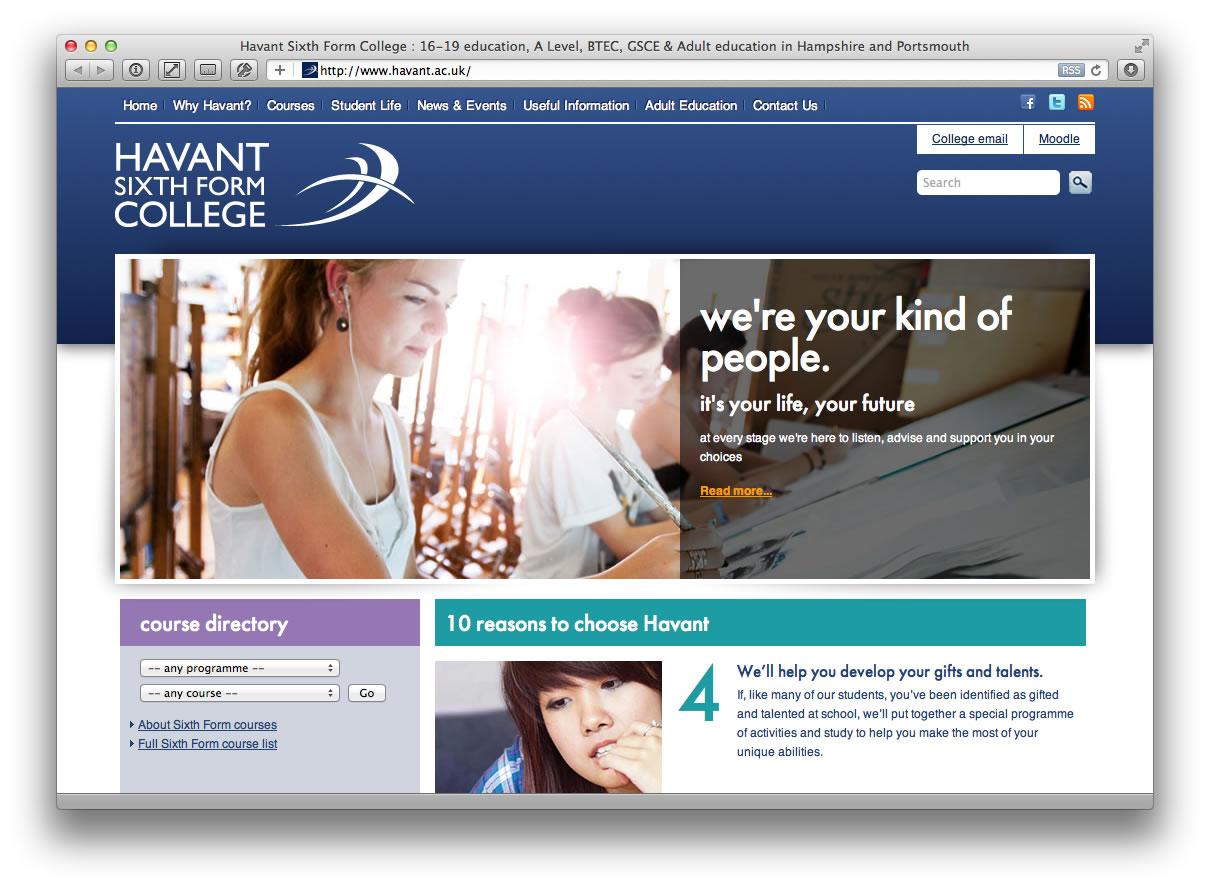 Havant Sixth Form College : 16-19 education, A Level, BTEC, GSCE & Adult education in Hampshire and Portsmouth
http://www.havant.ac.uk/
RSS
Home
Why Havant?
Courses
Student Life
News & Events
Useful Information
Adult Education
Contact Us
College email
Moodle
HAVANT
SIXTH FORM
COLLEGE
Search
we're your kind of
people.
it's your life, your future
at every stage we're here to listen, advise and support you in your
choices
Read more...
course directory
-- any programme --
-- any course --
Go
About Sixth Form courses
Full Sixth Form course list
10 reasons to choose Havant
4
We'll help you develop your gifts and talents.
If, like many of our students, you've been identified as gifted
and talented at school, we'll put together a special programme
of activities and study to help you make the most of your
unique abilities.